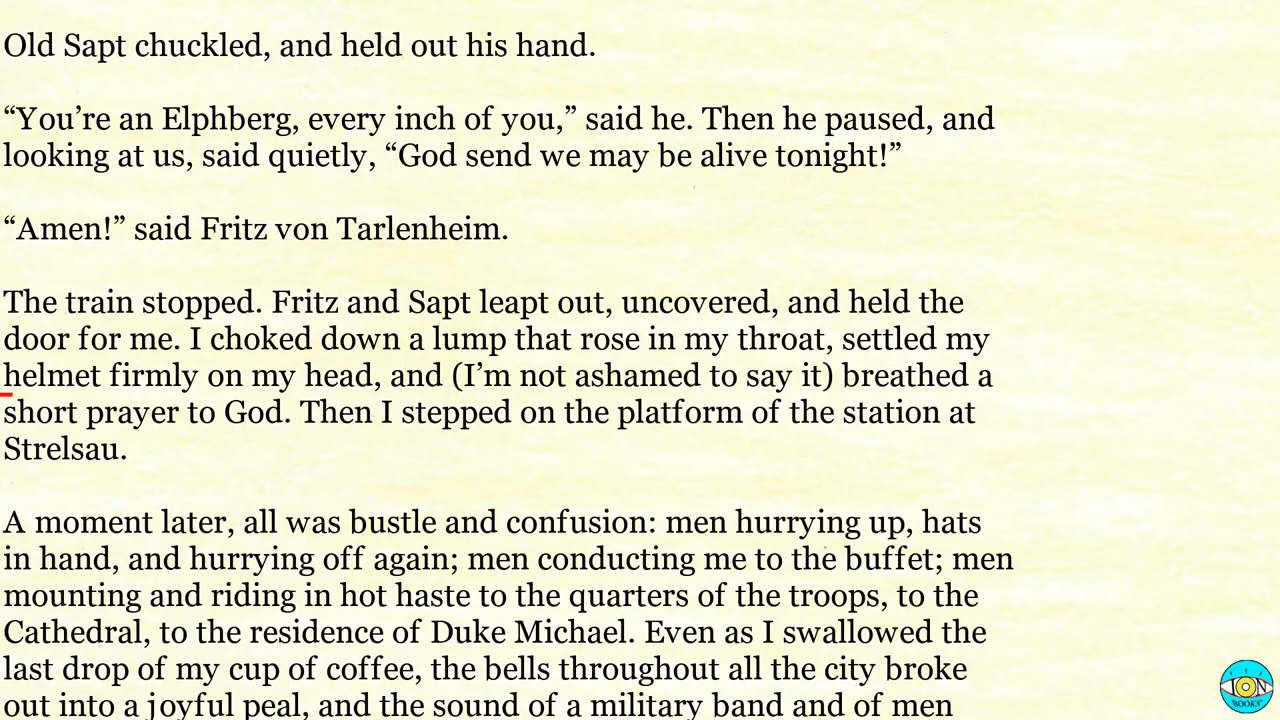 Old Sapt chuckled, and held out his hand.
“You’re an Elphberg, every inch of you,” said he. Then he paused, and
looking at us, said quietly, “God send we may be alive tonight!”
“Amen!” said Fritz von Tarlenheim.
The train stopped. Fritz and Sapt leapt out, uncovered, and held the
door for me. I choked down a lump that rose in my throat, settled my
helmet firmly on my head, and (I’m not ashamed to say it) breathed a
short prayer to God. Then I stepped on the platform of the station at
Strelsau.
A moment later, all was bustle and confusion: men hurrying up, hats
in hand, and hurrying off again; men conducting me to the buffet; men
mounting and riding in hot haste to the quarters of the troops, to the
Cathedral, to the residence of Duke Michael. Even as I swallowed the
last drop of my cup of coffee, the bells throughout all the city broke
out into a joyful peal, and the sound of a military band and of men
ION
BOOKS